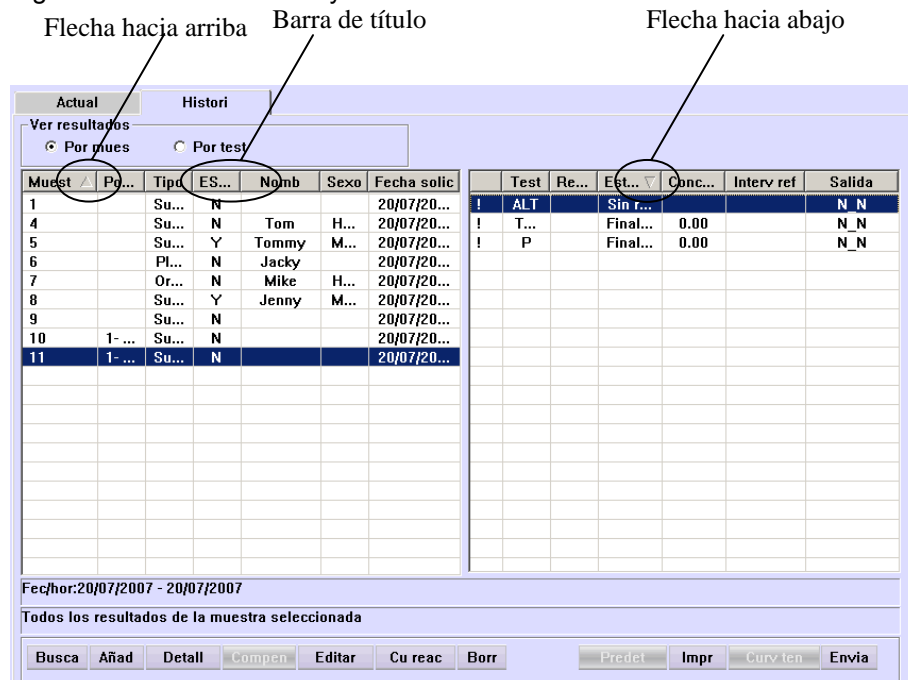 Flecha hacia arriba Barra de título Flecha hacia abajo
Actual Histori
Ver resultados
Por mues Por test
Muest Po... Tipo ES... Nomb Sexo Fecha solic Test Re... Est... Conc... Interv ref Salida
1 Su... N 20/07/20... ! ALT Sin r... N_N
4 Su... N Tom H... 20/07/20... ! T... Final... 0.00 N_N
5 Su... Y Tommy M... 20/07/20... ! P Final... 0.00 N_N
6 Pl... N Jacky 20/07/20...
7 Or... N Mike H... 20/07/20...
8 Su... Y Jenny M... 20/07/20...
9 Su... N 20/07/20...
10 1- ... Su... N 20/07/20...
11 1- ... Su... N 20/07/20...
Fec/hor:20/07/2007 - 20/07/2007
Todos los resultados de la muestra seleccionada
Busca Añad Detall Compen Editar Cu reac Borr Predet Impr Curv ten Envia